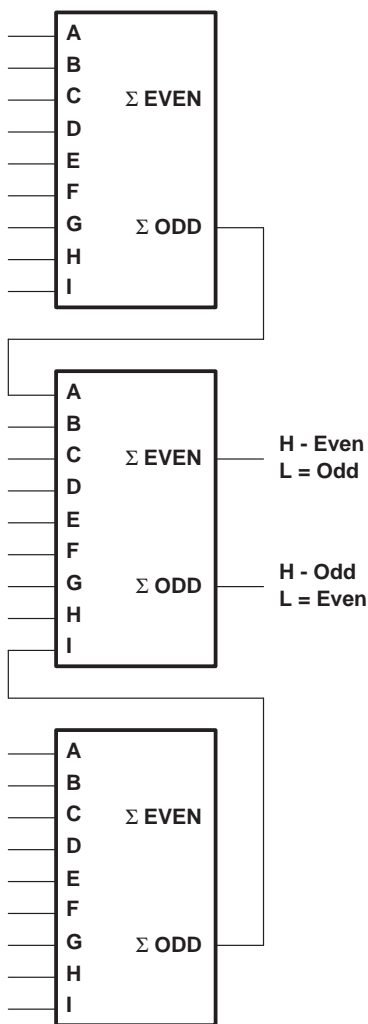 A
B
C
Σ EVEN
D
E
F
G
Σ ODD
H
I
A
B
C
Σ EVEN
H - Even
L = Odd
D
E
F
G
Σ ODD
H - Odd
L = Even
H
I
A
B
C
Σ EVEN
D
E
F
G
Σ ODD
H
I